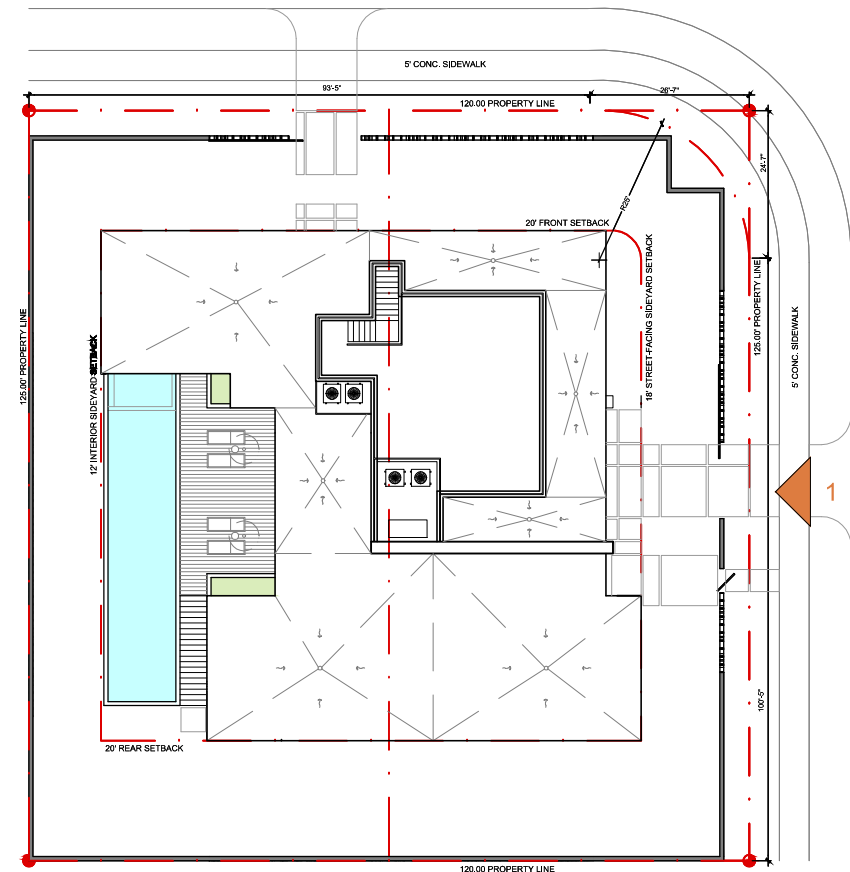 5' CONC. SIDEWALK
93'-5"
26'-7"
120.00 PROPERTY LINE
24'-7"
R25'
20' FRONT SETBACK
18' STREET-FACING SIDEYARD SETBACK
125.00' PROPERTY LINE
5' CONC. SIDEWALK
125.00' PROPERTY LINE
12' INTERIOR SIDEYARD SETBACK
1
100'-5"
20' REAR SETBACK
120.00 PROPERTY LINE